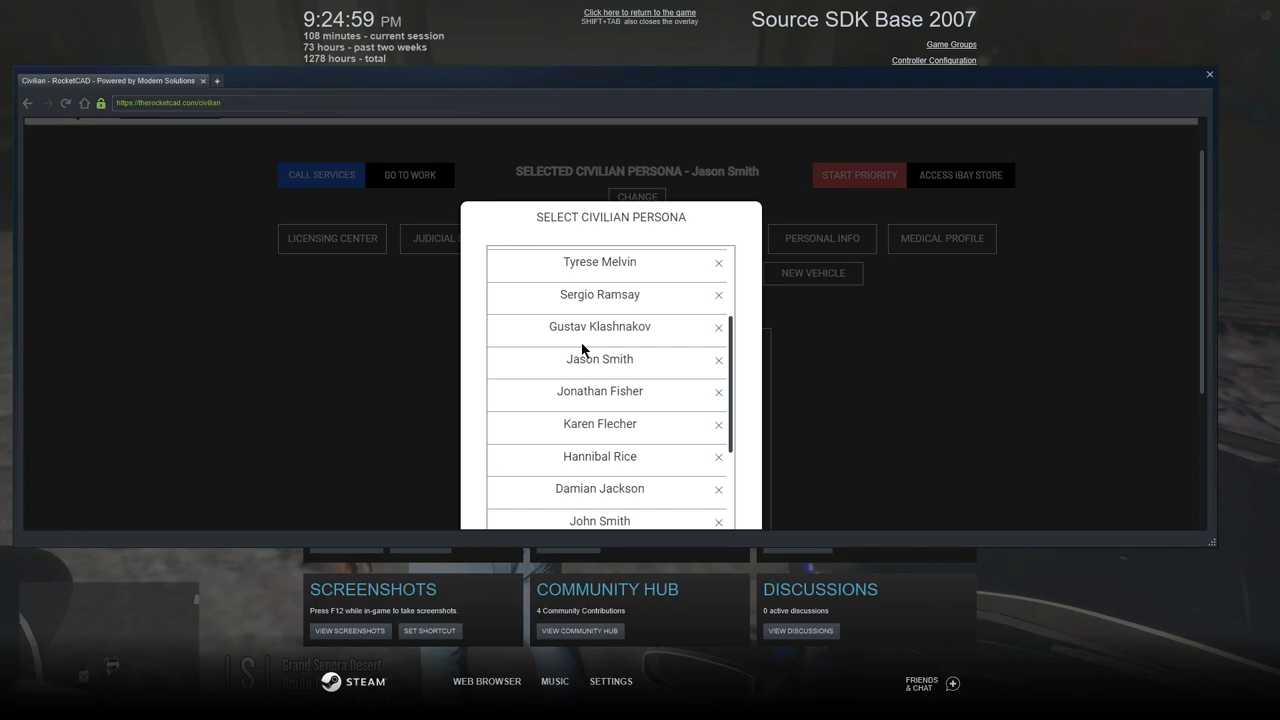 9:24:59 PM
108 minutes - current session
73 hours - past two weeks
1278 hours - total
Click here to return to the game
SHIFT+TAB also closes the overlay
Source SDK Base 2007
Game Groups
Controller Configuration
Civilian - RocketCAD - Powered by Modern Solutions
https://therocketcad.com/civilian
CALL SERVICES
GO TO WORK
SELECTED CIVILIAN PERSONA - Jason Smith
START PRIORITY
ACCESS IBAY STORE
CHANGE
LICENSING CENTER
JUDICIAL
PERSONAL INFO
MEDICAL PROFILE
NEW VEHICLE
SELECT CIVILIAN PERSONA
Tyrese Melvin
Sergio Ramsay
Gustav Klashnakov
Jason Smith
Jonathan Fisher
Karen Flecher
Hannibal Rice
Damian Jackson
John Smith
SCREENSHOTS
Press F12 while in-game to take screenshots.
VIEW SCREENSHOTS
SET SHORTCUT
COMMUNITY HUB
4 Community Contributions
VIEW COMMUNITY HUB
DISCUSSIONS
0 active discussions
VIEW DISCUSSIONS
S
Grand Senora Desert
STEAM
WEB BROWSER
MUSIC
SETTINGS
FRIENDS
& CHAT